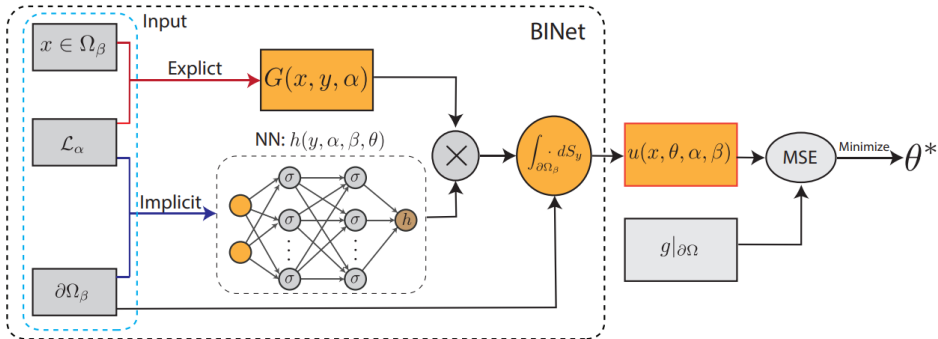 Input
BINet
x ∈ Ω_β
Explict
G(x, y, α)
ℒ_α
NN: h(y, α, β, θ)
σ σ
Implicit
σ σ h
⋮ ⋮
σ σ
∂Ω_β
×
∫_{∂Ω_β} · dS_y
u(x, θ, α, β)
MSE
Minimize
θ*
g|_{∂Ω}